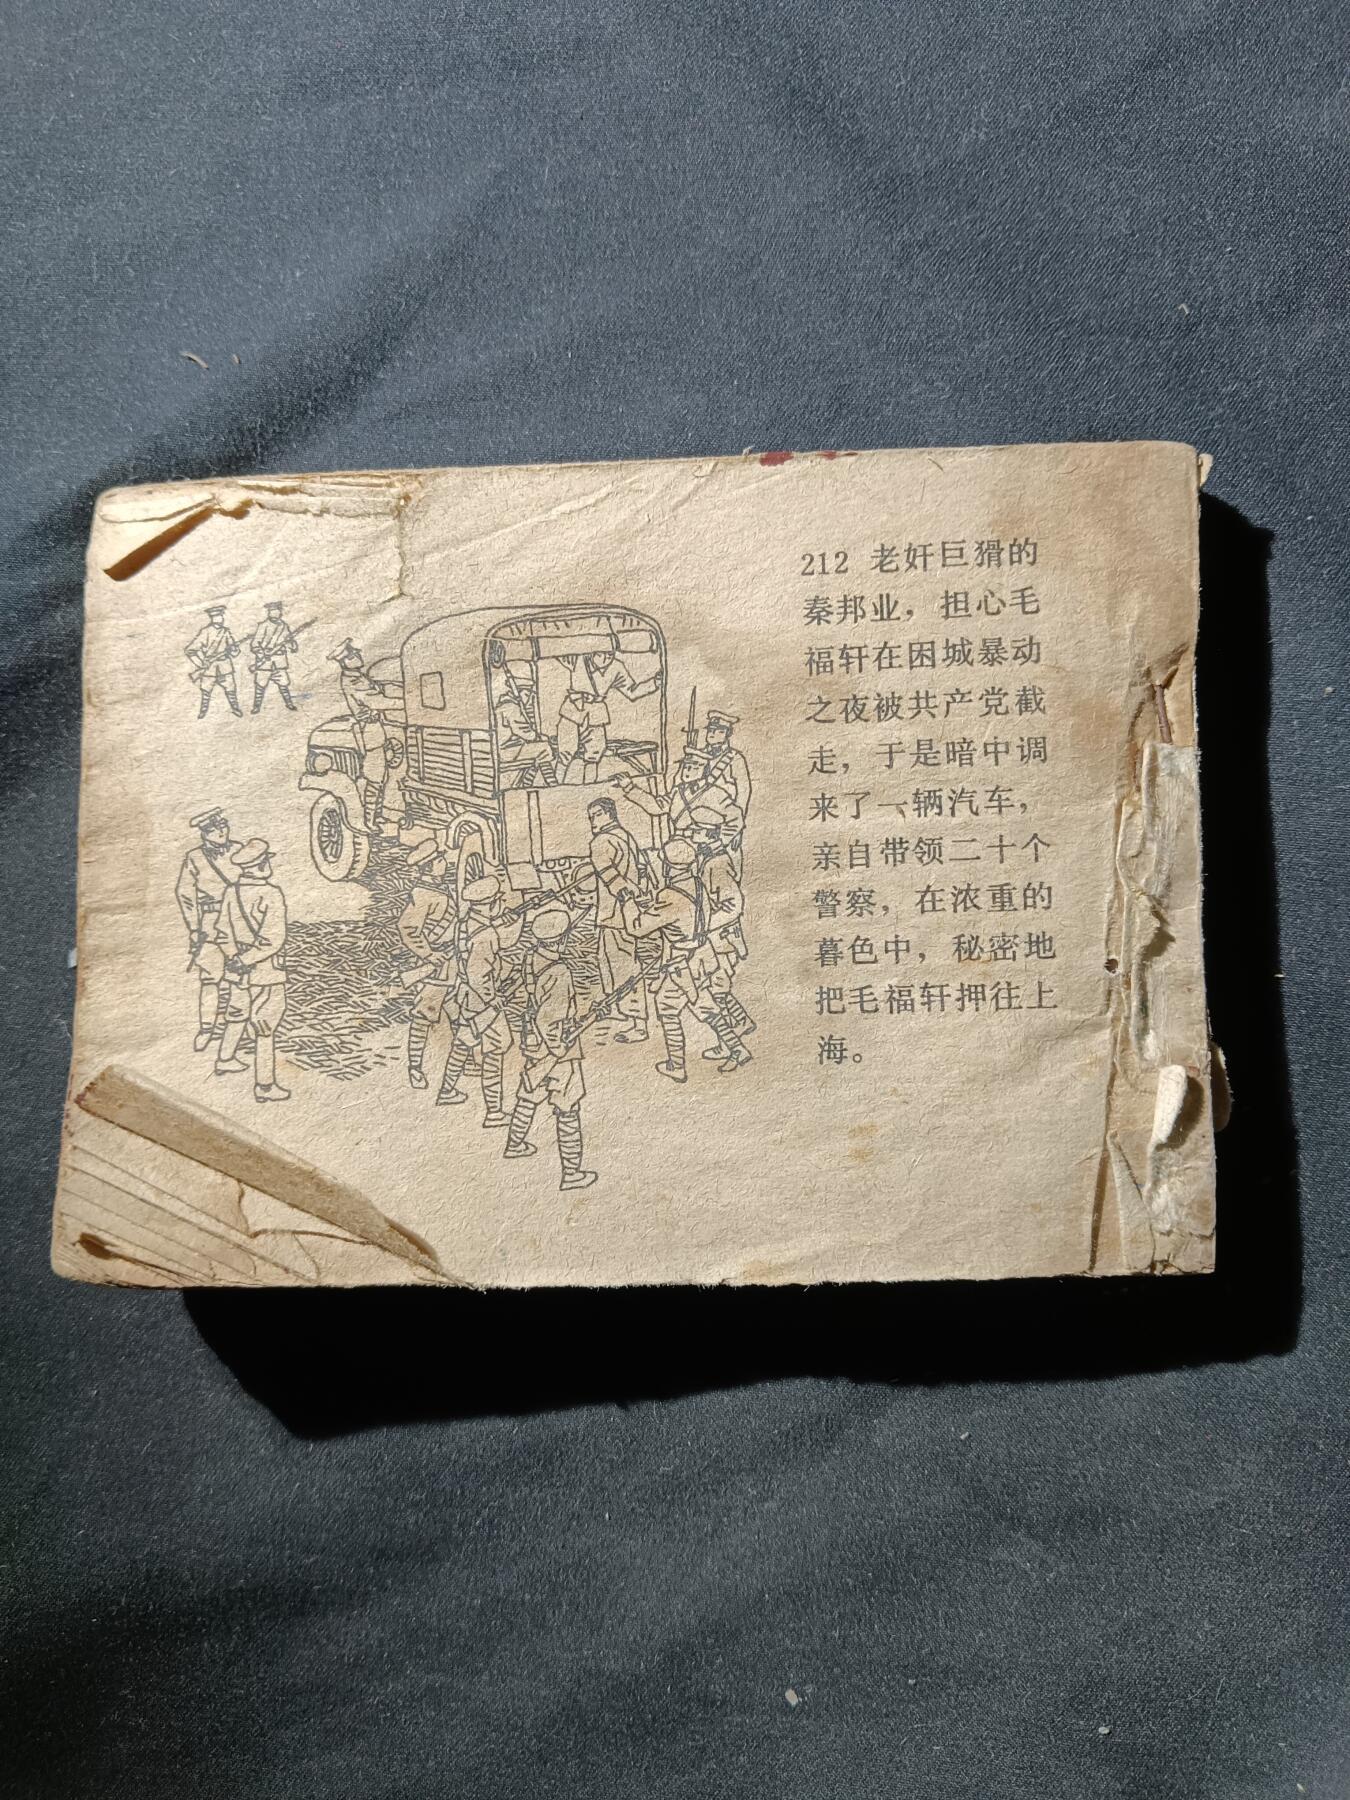 212 老奸巨猾的
秦邦业，担心毛
福轩在困城暴动
之夜被共产党截
走，于是暗中调
来了一辆汽车，
亲自带领二十个
警察，在浓重的
暮色中，秘密地
把毛福轩押往上
海。